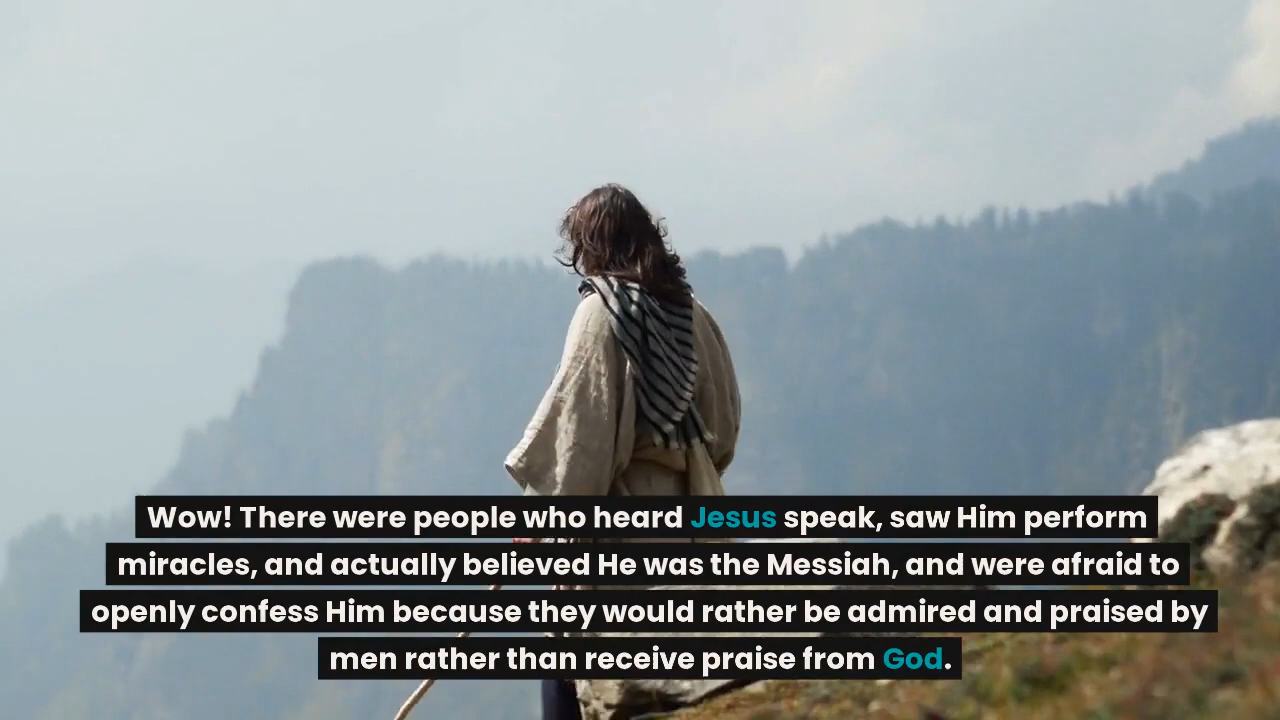 Wow! There were people who heard Jesus speak, saw Him perform
miracles, and actually believed He was the Messiah, and were afraid to
openly confess Him because they would rather be admired and praised by
men rather than receive praise from God.